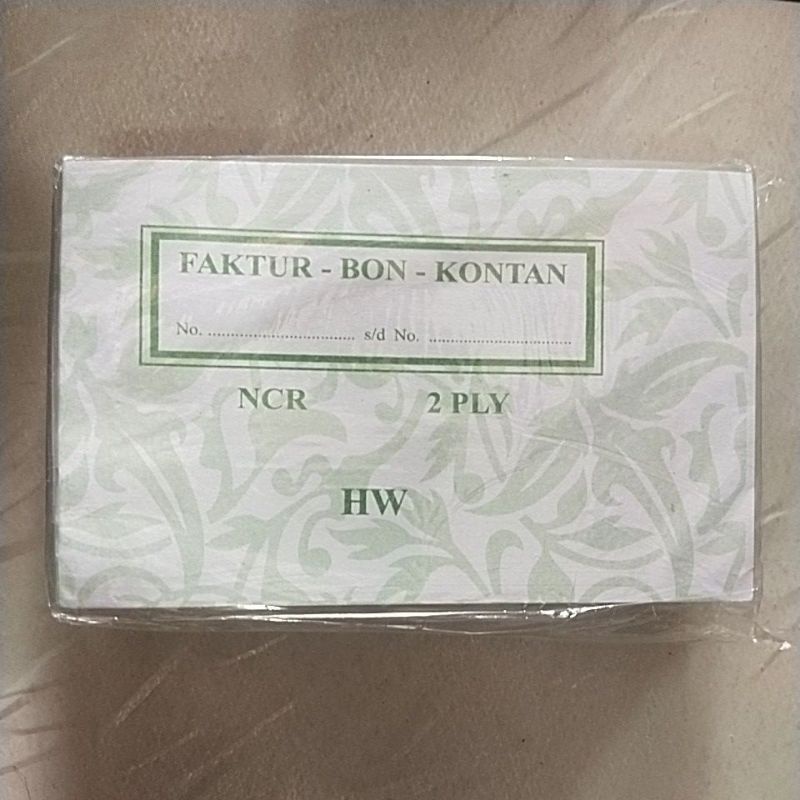 FAKTUR - BON - KONTAN
No. .................................... s/d No. ....................................
NCR 2 PLY
HW